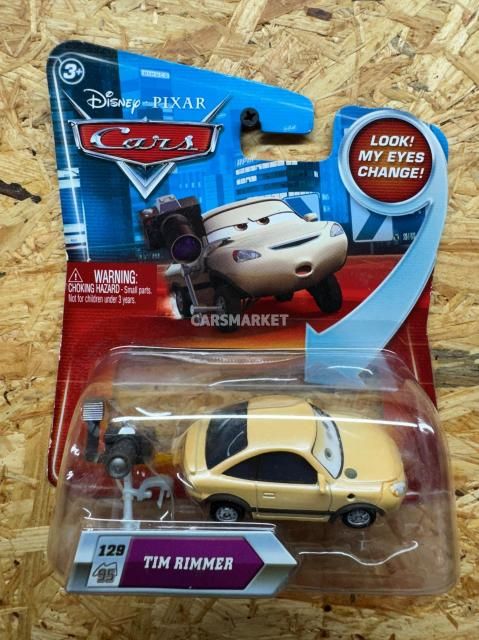 3+
Disney PIXAR
Cars
LOOK!
MY EYES
CHANGE!
WARNING:
CHOKING HAZARD - Small parts.
Not for children under 3 years.
CARSMARKET
129
95
TIM RIMMER